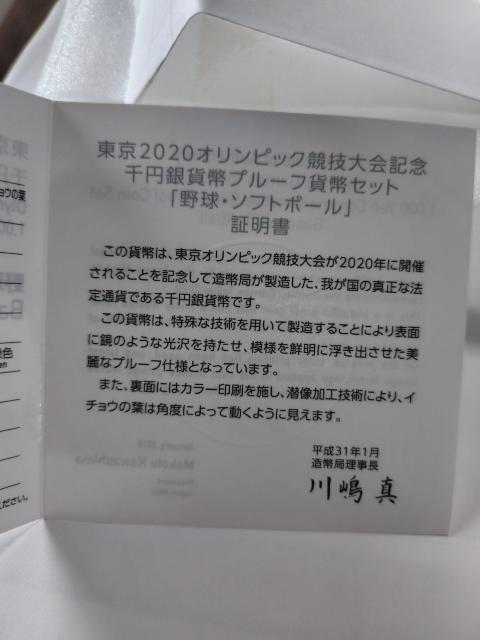 東京2020オリンピック競技大会記念
千円銀貨幣プルーフ貨幣セット
「野球・ソフトボール」
証明書
この貨幣は、東京オリンピック競技大会が2020年に開催
されることを記念して造幣局が製造した、我が国の真正な法
定通貨である千円銀貨幣です。
この貨幣は、特殊な技術を用いて製造することにより表面
に鏡のような光沢を持たせ、模様を鮮明に浮き出させた美
麗なプルーフ仕様となっています。
また、裏面にはカラー印刷を施し、潜像加工技術により、イ
チョウの葉は角度によって動くように見えます。
平成31年1月
造幣局理事長
川嶋 真
チョウの葉
ださい。